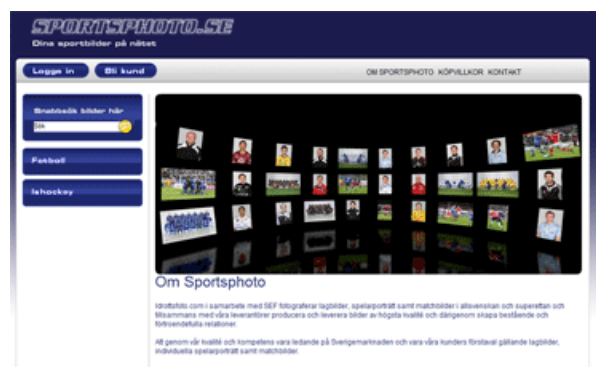 SPORTSPHOTO.SE
Dina sportbilder på nätet
Logga in
Bli kund
OM SPORTSPHOTO KÖPVILLKOR KONTAKT
Snabbsök bilder här
Sök
Fotboll
Ishockey
Om Sportsphoto
Idrottsfoto.com i samarbete med SEF fotograferar lagbilder, spelarporträtt samt matchbilder i allsvenskan och superettan och
tillsammans med våra leverantörer producera och leverera bilder av högsta kvalité och därigenom skapa bestående och
förtroendefulla relationer.
Att genom vår kvalité och kompetens vara ledande på Sverigemarknaden och vara våra kunders förstaval gällande lagbilder,
individuella spelarporträtt samt matchbilder.